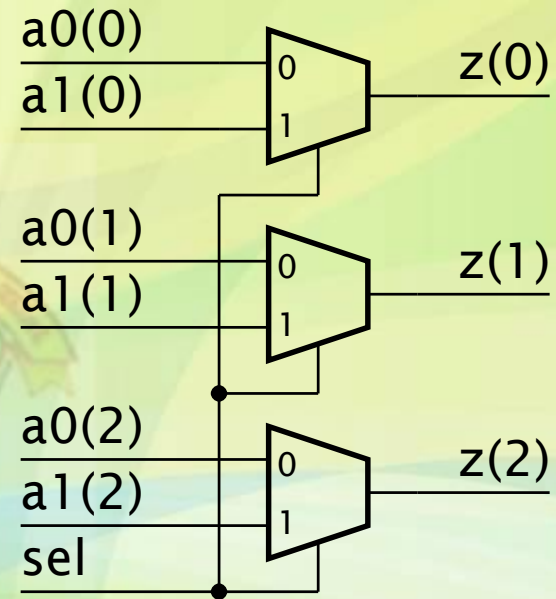 a0(0)
0
z(0)
a1(0)
1
a0(1)
0
z(1)
a1(1)
1
a0(2)
0
z(2)
a1(2)
1
sel